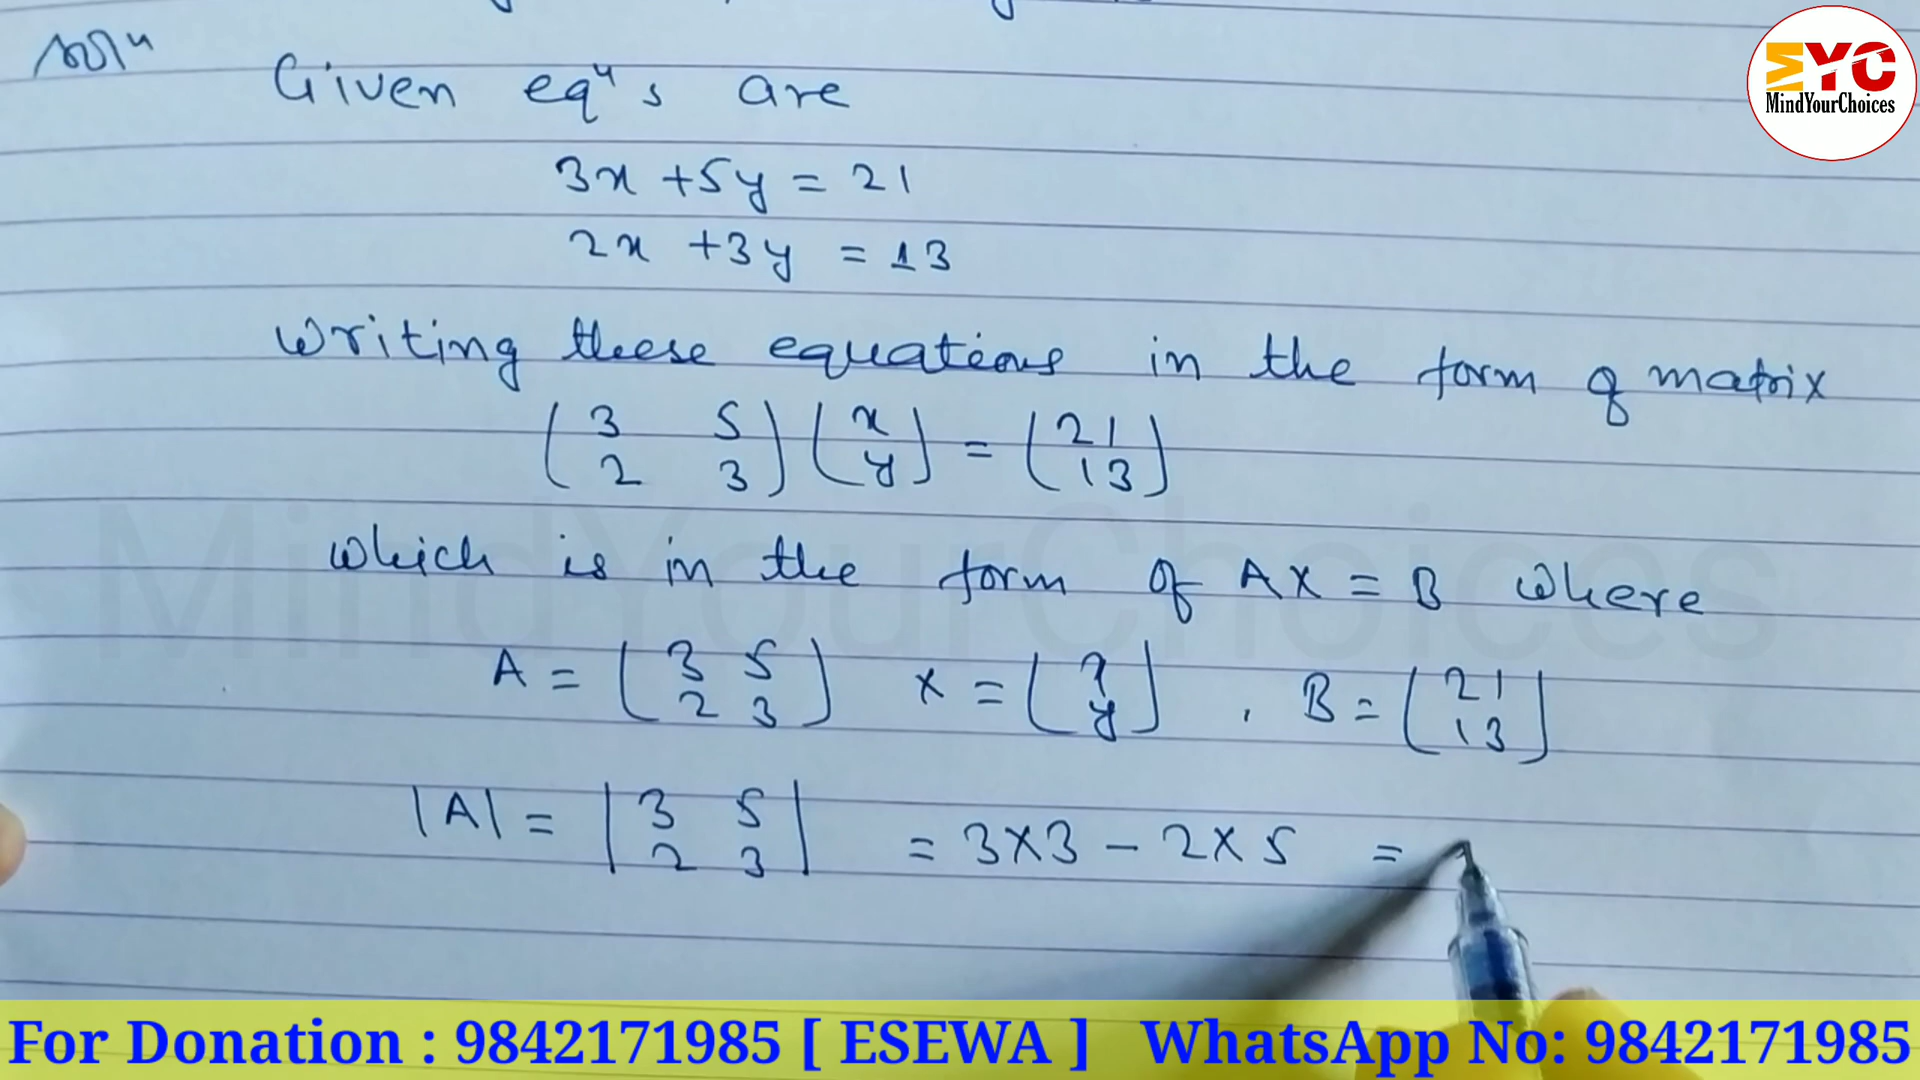 MYC
MindYourChoices
Solⁿ
Given eqⁿs are
3x + 5y = 21
2x + 3y = 13
Writing these equations in the form of matrix
( 3 5 ) ( x ) = ( 21 )
( 2 3 ) ( y ) ( 13 )
MindYourChoices
which is in the form of AX = B where
A = ( 3 5 ) X = ( x ) , B = ( 21 )
( 2 3 ) ( y ) ( 13 )
|A| = | 3 5 | = 3×3 - 2×5 =
| 2 3 |
For Donation : 9842171985 [ ESEWA ] WhatsApp No: 9842171985